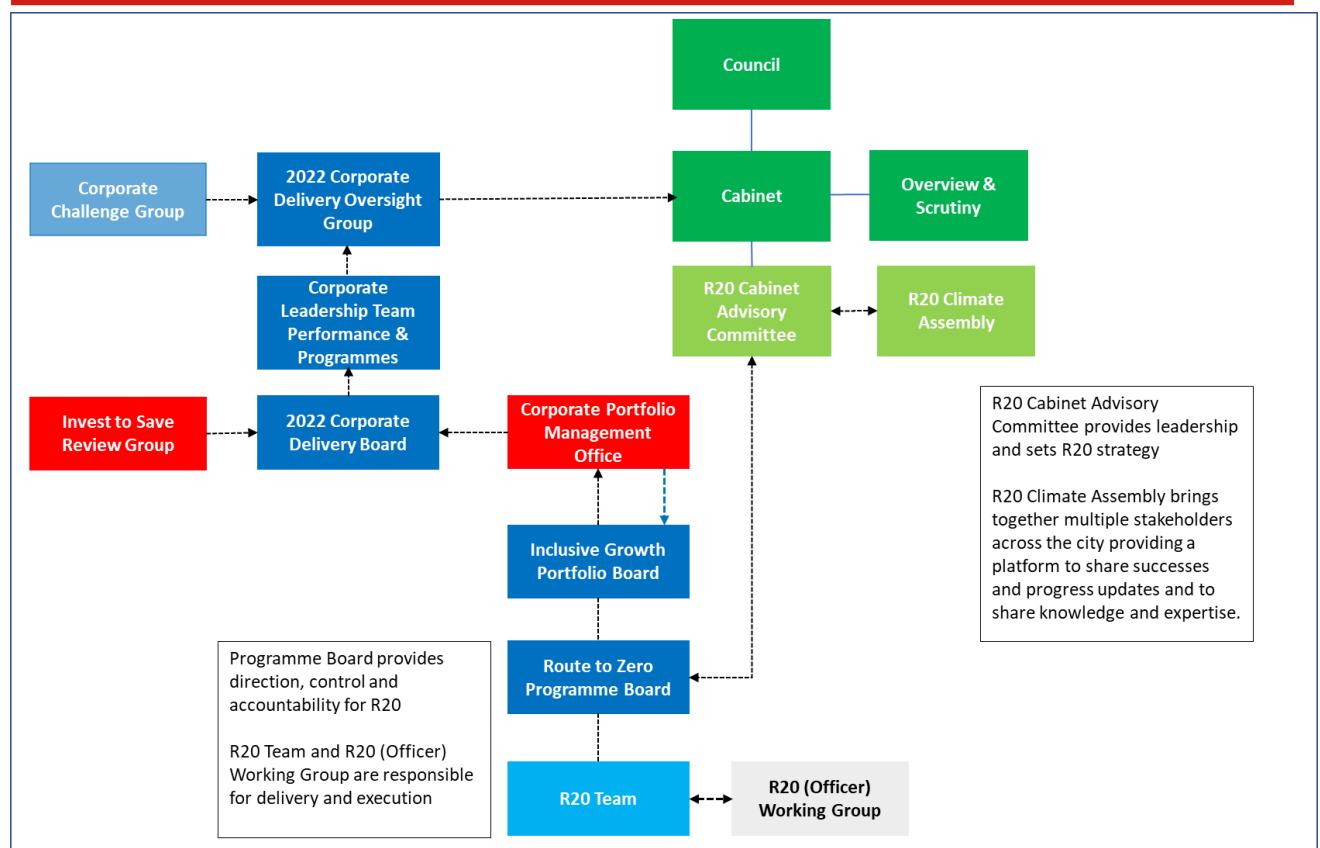 Council
Corporate
Challenge Group
2022 Corporate
Delivery Oversight
Group
Cabinet
Overview &
Scrutiny
Corporate
Leadership Team
Performance &
Programmes
R20 Cabinet
Advisory
Committee
R20 Climate
Assembly
Invest to Save
Review Group
2022 Corporate
Delivery Board
Corporate Portfolio
Management
Office
R20 Cabinet Advisory
Committee provides leadership
and sets R20 strategy
R20 Climate Assembly brings
together multiple stakeholders
across the city providing a
platform to share successes
and progress updates and to
share knowledge and expertise.
Inclusive Growth
Portfolio Board
Programme Board provides
direction, control and
accountability for R20
R20 Team and R20 (Officer)
Working Group are responsible
for delivery and execution
Route to Zero
Programme Board
R20 Team
R20 (Officer)
Working Group